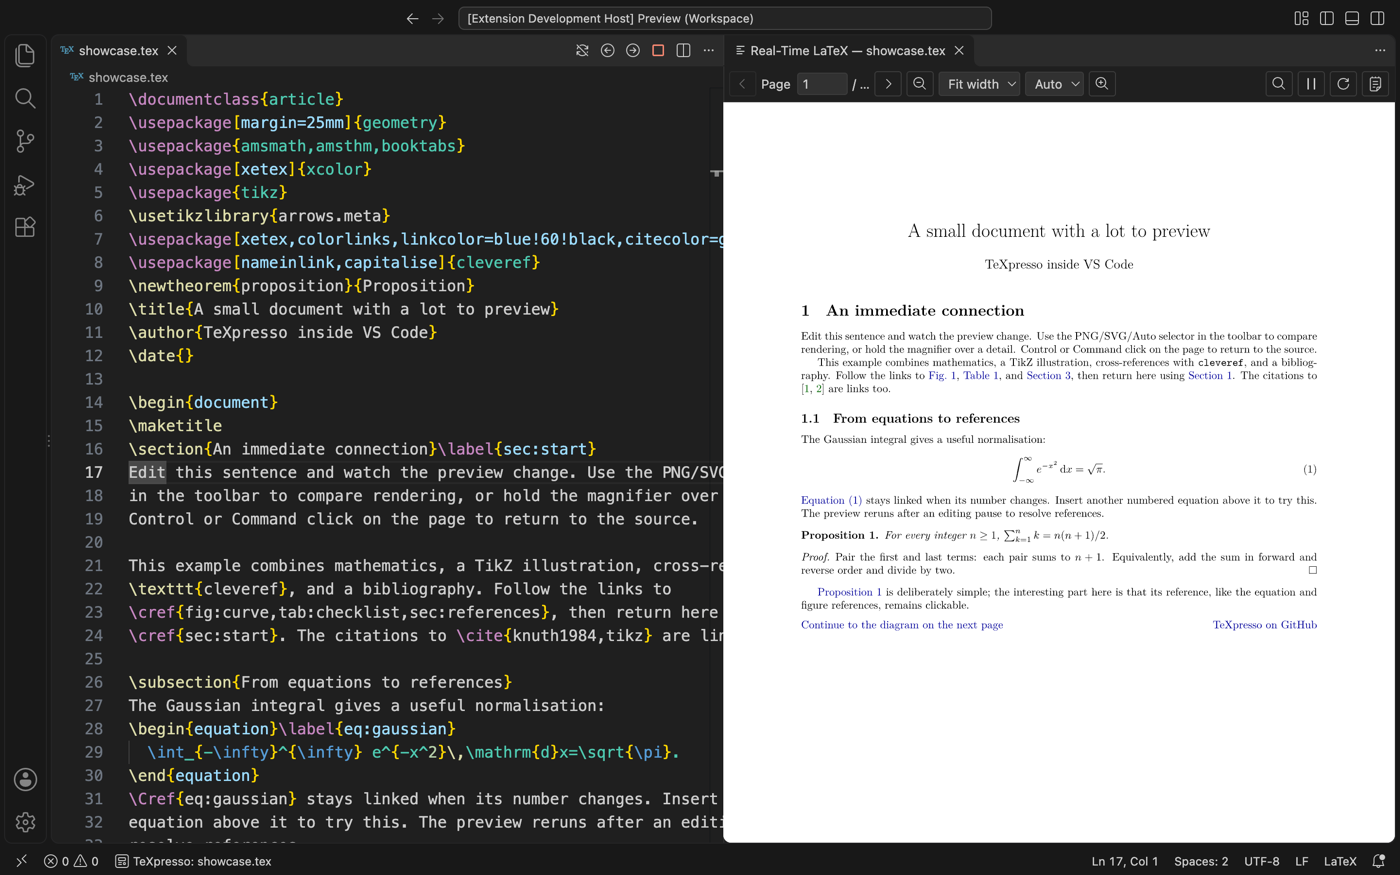 [Extension Development Host] Preview (Workspace)
TEX showcase.tex
TEX showcase.tex
1 \documentclass{article}
2 \usepackage[margin=25mm]{geometry}
3 \usepackage{amsmath,amsthm,booktabs}
4 \usepackage[xetex]{xcolor}
5 \usepackage{tikz}
6 \usetikzlibrary{arrows.meta}
7 \usepackage[xetex,colorlinks,linkcolor=blue!60!black,citecolor=g
8 \usepackage[nameinlink,capitalise]{cleveref}
9 \newtheorem{proposition}{Proposition}
10 \title{A small document with a lot to preview}
11 \author{TeXpresso inside VS Code}
12 \date{}
13
14 \begin{document}
15 \maketitle
16 \section{An immediate connection}\label{sec:start}
17 Edit this sentence and watch the preview change. Use the PNG/SVG
18 in the toolbar to compare rendering, or hold the magnifier over
19 Control or Command click on the page to return to the source.
20
21 This example combines mathematics, a TikZ illustration, cross-re
22 \texttt{cleveref}, and a bibliography. Follow the links to
23 \cref{fig:curve,tab:checklist,sec:references}, then return here
24 \cref{sec:start}. The citations to \cite{knuth1984,tikz} are lin
25
26 \subsection{From equations to references}
27 The Gaussian integral gives a useful normalisation:
28 \begin{equation}\label{eq:gaussian}
29 \int_{-\infty}^{\infty} e^{-x^2}\,\mathrm{d}x=\sqrt{\pi}.
30 \end{equation}
31 \Cref{eq:gaussian} stays linked when its number changes. Insert
32 equation above it to try this. The preview reruns after an editi
Real-Time LaTeX — showcase.tex
Page 1 / ... Fit width Auto
A small document with a lot to preview
TeXpresso inside VS Code
1 An immediate connection
Edit this sentence and watch the preview change. Use the PNG/SVG/Auto selector in the toolbar to compare
rendering, or hold the magnifier over a detail. Control or Command click on the page to return to the source.
This example combines mathematics, a TikZ illustration, cross-references with cleveref, and a bibliog-
raphy. Follow the links to Fig. 1, Table 1, and Section 3, then return here using Section 1. The citations to
[1, 2] are links too.
1.1 From equations to references
The Gaussian integral gives a useful normalisation:
∫_{−∞}^{∞} e^{−x²} dx = √π. (1)
Equation (1) stays linked when its number changes. Insert another numbered equation above it to try this.
The preview reruns after an editing pause to resolve references.
Proposition 1. For every integer n ≥ 1, ∑_{k=1}^{n} k = n(n + 1)/2.
Proof. Pair the first and last terms: each pair sums to n + 1. Equivalently, add the sum in forward and
reverse order and divide by two. □
Proposition 1 is deliberately simple; the interesting part here is that its reference, like the equation and
figure references, remains clickable.
Continue to the diagram on the next page TeXpresso on GitHub
0 0 TeXpresso: showcase.tex Ln 17, Col 1 Spaces: 2 UTF-8 LF LaTeX